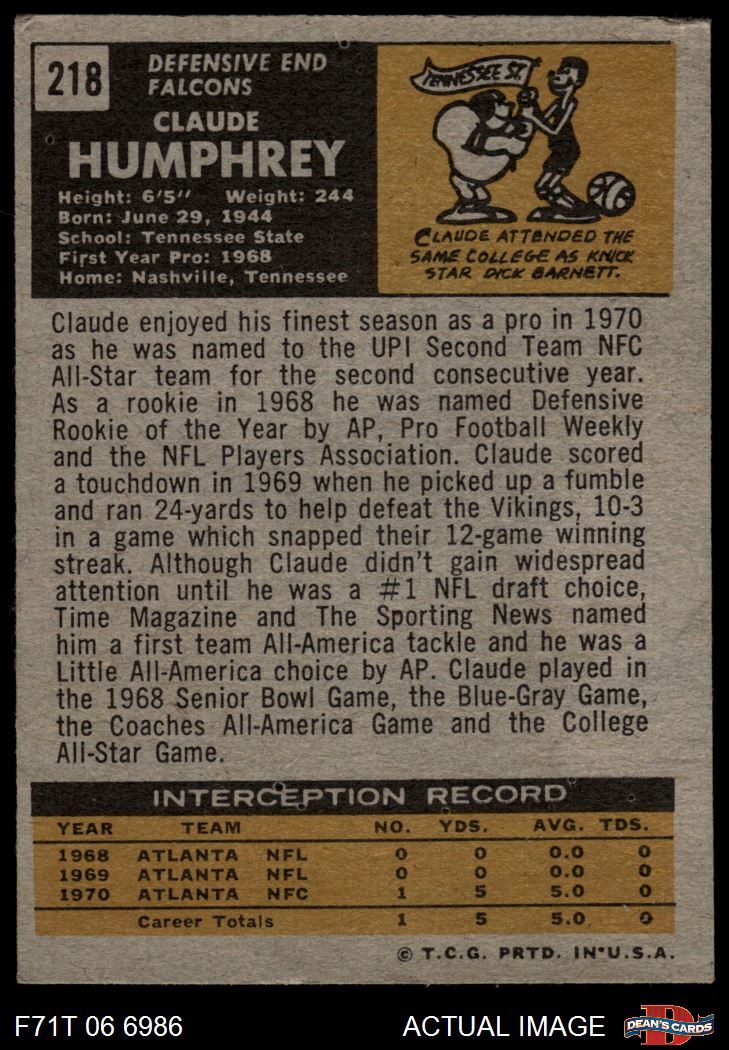 218
DEFENSIVE END
FALCONS
CLAUDE
HUMPHREY
Height: 6'5" Weight: 244
Born: June 29, 1944
School: Tennessee State
First Year Pro: 1968
Home: Nashville, Tennessee
TENNESSEE ST.
CLAUDE ATTENDED THE
SAME COLLEGE AS KNICK
STAR DICK BARNETT.
Claude enjoyed his finest season as a pro in 1970
as he was named to the UPI Second Team NFC
All-Star team for the second consecutive year.
As a rookie in 1968 he was named Defensive
Rookie of the Year by AP, Pro Football Weekly
and the NFL Players Association. Claude scored
a touchdown in 1969 when he picked up a fumble
and ran 24-yards to help defeat the Vikings, 10-3
in a game which snapped their 12-game winning
streak. Although Claude didn't gain widespread
attention until he was a #1 NFL draft choice,
Time Magazine and The Sporting News named
him a first team All-America tackle and he was a
Little All-America choice by AP. Claude played in
the 1968 Senior Bowl Game, the Blue-Gray Game,
the Coaches All-America Game and the College
All-Star Game.
INTERCEPTION RECORD
YEAR TEAM NO. YDS. AVG. TDS.
1968 ATLANTA NFL 0 0 0.0 0
1969 ATLANTA NFL 0 0 0.0 0
1970 ATLANTA NFC 1 5 5.0 0
Career Totals 1 5 5.0 0
© T.C.G. PRTD. IN U.S.A.
F71T 06 6986 ACTUAL IMAGE
D
DEAN'S CARDS